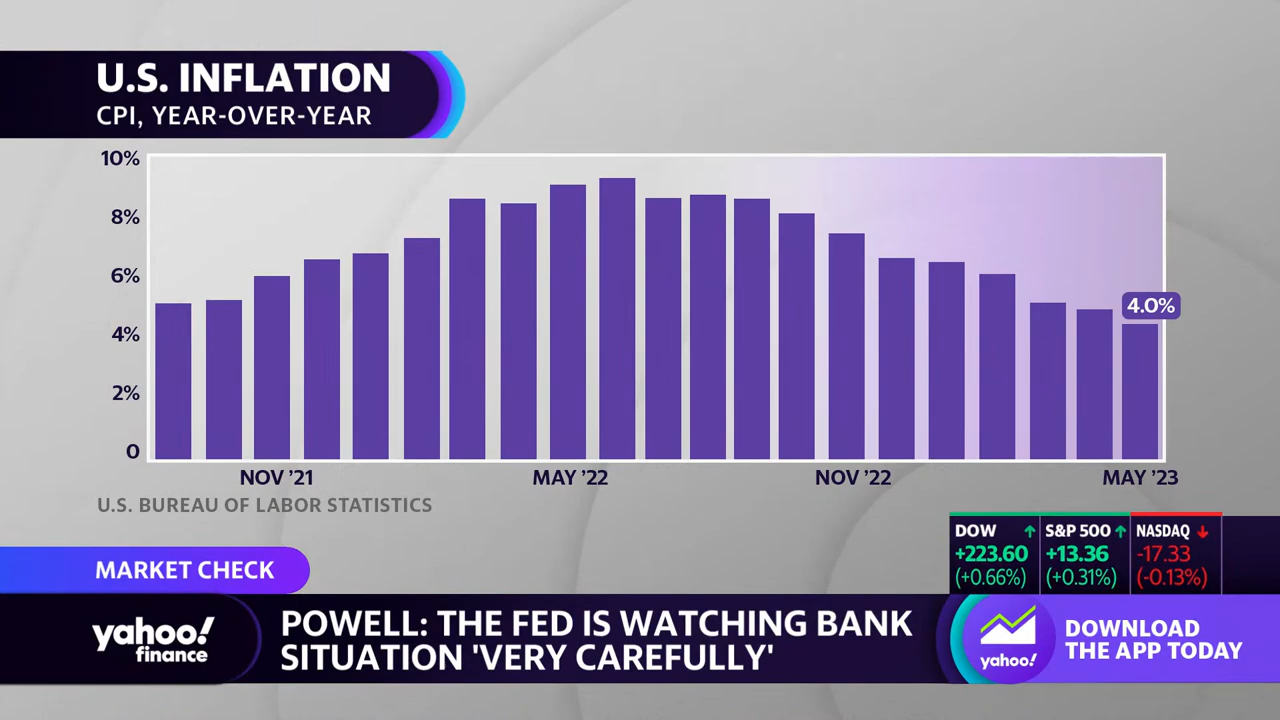 U.S. INFLATION
CPI, YEAR-OVER-YEAR
10%
8%
6%
4%
2%
0
4.0%
NOV ’21
MAY ’22
NOV ’22
MAY ’23
U.S. BUREAU OF LABOR STATISTICS
DOW
+223.60
(+0.66%)
S&P 500
+13.36
(+0.31%)
NASDAQ
-17.33
(-0.13%)
MARKET CHECK
yahoo!
finance
POWELL: THE FED IS WATCHING BANK
SITUATION 'VERY CAREFULLY'
yahoo!
DOWNLOAD
THE APP TODAY